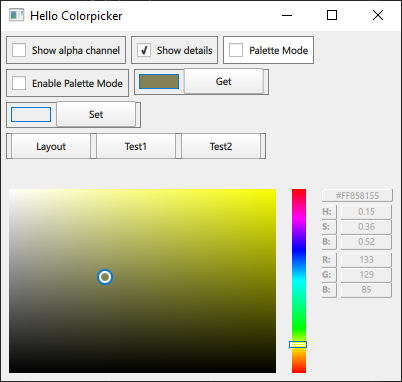 Hello Colorpicker
Show alpha channel Show details Palette Mode
Enable Palette Mode Get
Set
Layout Test1 Test2
#FF858155
H: 0.15
S: 0.36
B: 0.52
R: 133
G: 129
B: 85